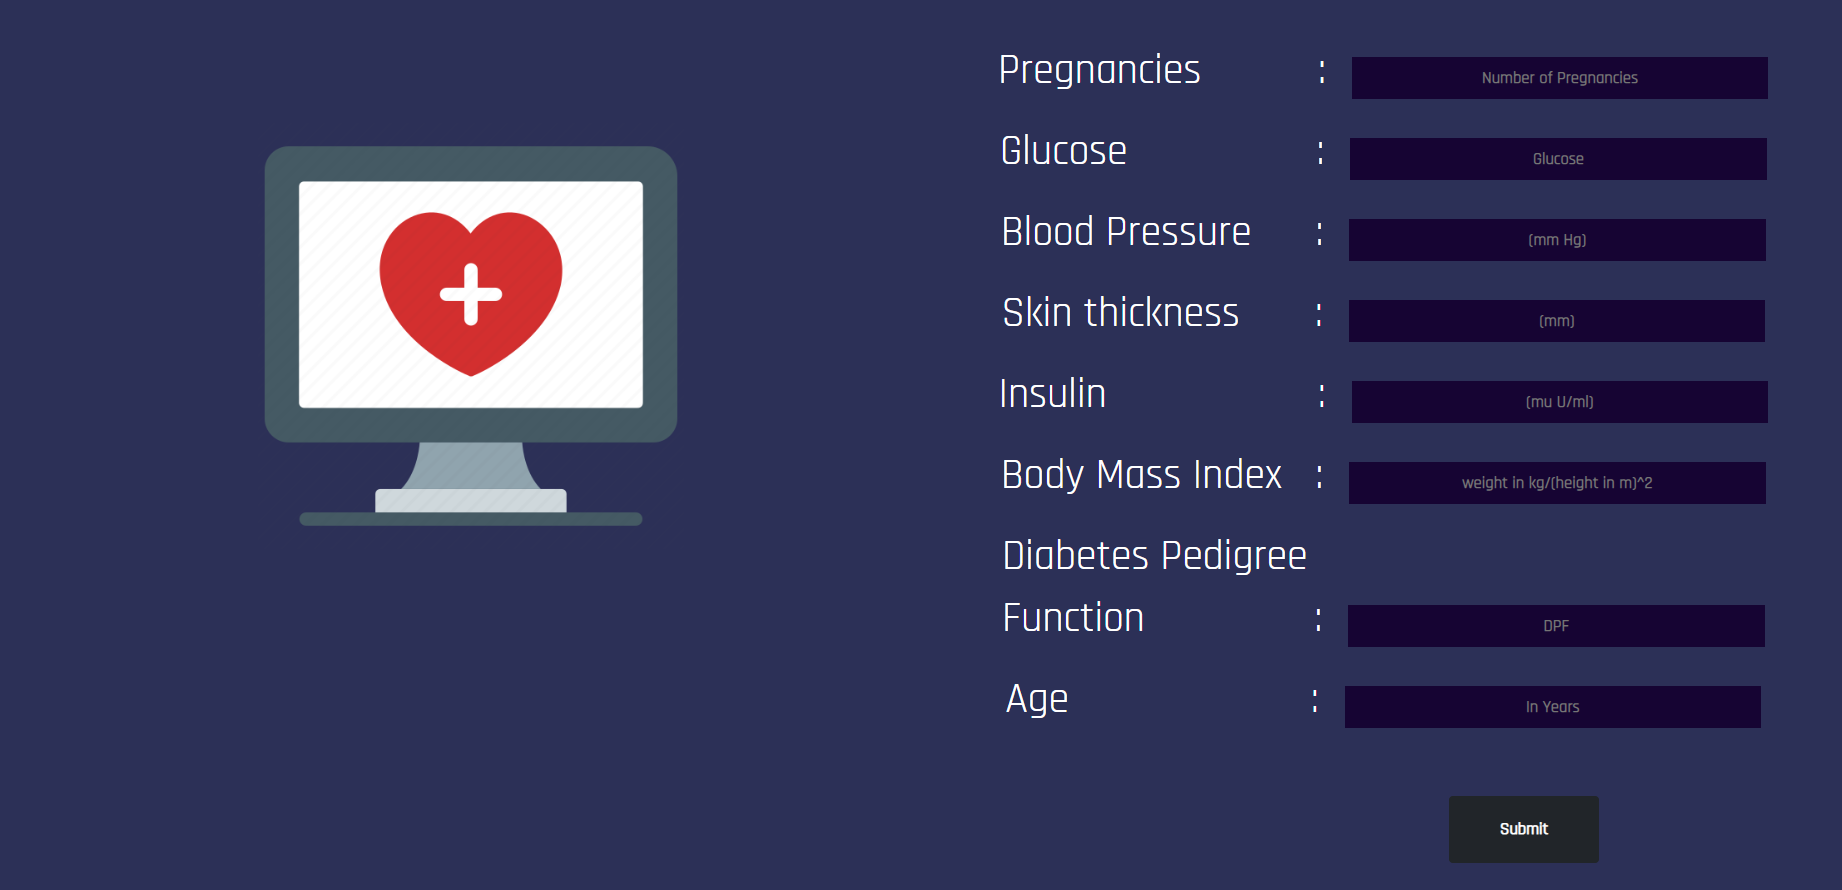 Pregnancies : Number of Pregnancies
Glucose : Glucose
Blood Pressure : (mm Hg)
Skin thickness : (mm)
Insulin : (mu U/ml)
Body Mass Index : weight in kg/(height in m)^2
Diabetes Pedigree
Function : DPF
Age : In Years
Submit